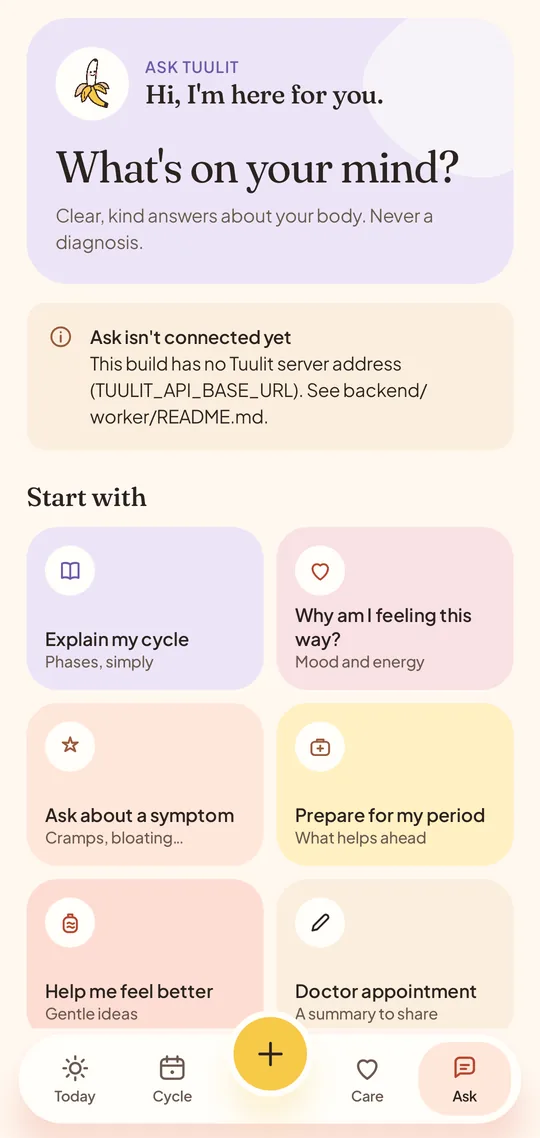 ASK TUULIT
Hi, I'm here for you.
What's on your mind?
Clear, kind answers about your body. Never a
diagnosis.
Ask isn't connected yet
This build has no Tuulit server address
(TUULIT_API_BASE_URL). See backend/
worker/README.md.
Start with
Explain my cycle
Phases, simply
Why am I feeling this
way?
Mood and energy
Ask about a symptom
Cramps, bloating…
Prepare for my period
What helps ahead
Help me feel better
Gentle ideas
Doctor appointment
A summary to share
Today
Cycle
Care
Ask